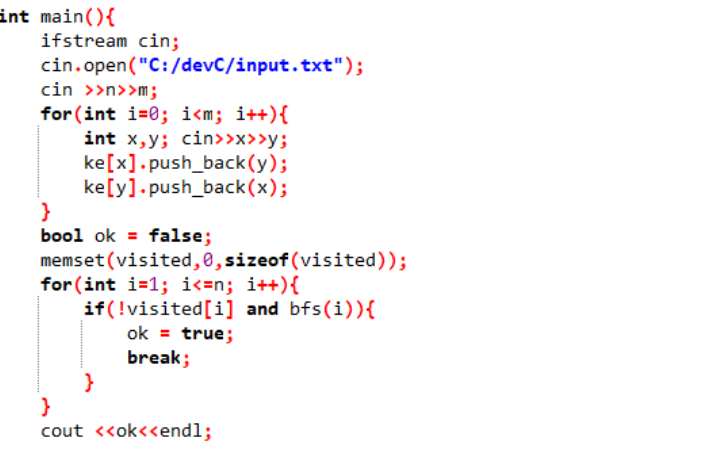 int main(){
    ifstream cin;
    cin.open("C:/devC/input.txt");
    cin >>n>>m;
    for(int i=0; i<m; i++){
        int x,y; cin>>x>>y;
        ke[x].push_back(y);
        ke[y].push_back(x);
    }
    bool ok = false;
    memset(visited,0,sizeof(visited));
    for(int i=1; i<=n; i++){
        if(!visited[i] and bfs(i)){
            ok = true;
            break;
        }
    }
    cout <<ok<<endl;